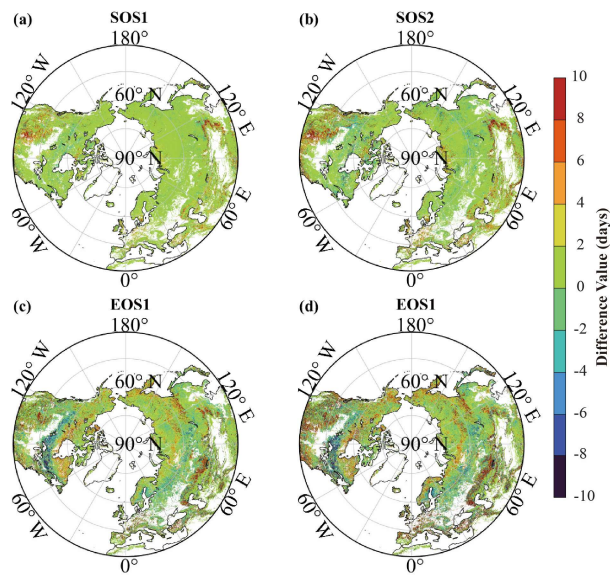 (a) SOS1
180°
120° W
60° N
120° E
90° N
60° W
60° E
0°
(b) SOS2
180°
120° W
60° N
120° E
90° N
60° W
60° E
0°
(c) EOS1
180°
120° W
60° N
120° E
90° N
60° W
60° E
0°
(d) EOS1
180°
120° W
60° N
120° E
90° N
60° W
60° E
0°
10
8
6
4
2
0
-2
-4
-6
-8
-10
Difference Value (days)